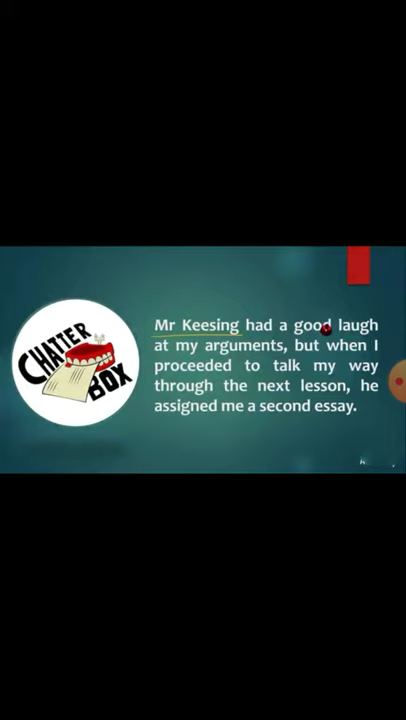 CHATTER
BOX
Mr Keesing had a good laugh
at my arguments, but when I
proceeded to talk my way
through the next lesson, he
assigned me a second essay.